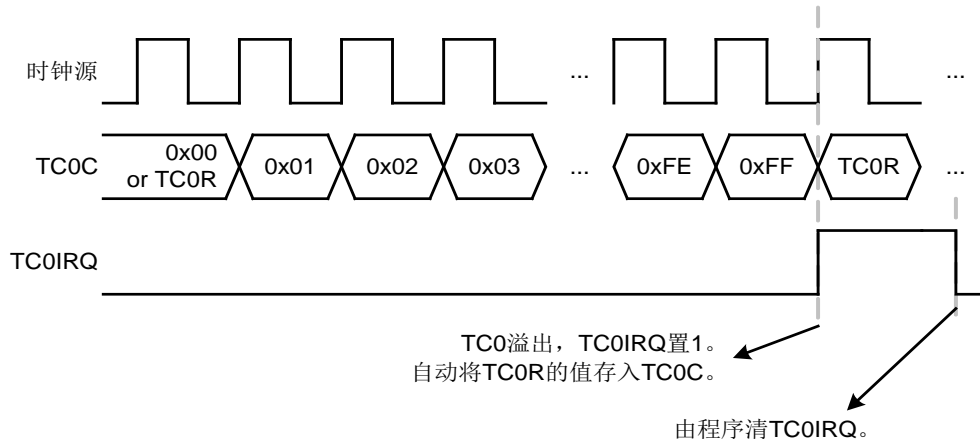 时钟源
...
...
TC0C
0x00
or TC0R
0x01
0x02
0x03
...
0xFE
0xFF
TC0R
...
TC0IRQ
TC0溢出，TC0IRQ置1。
自动将TC0R的值存入TC0C。
由程序清TC0IRQ。